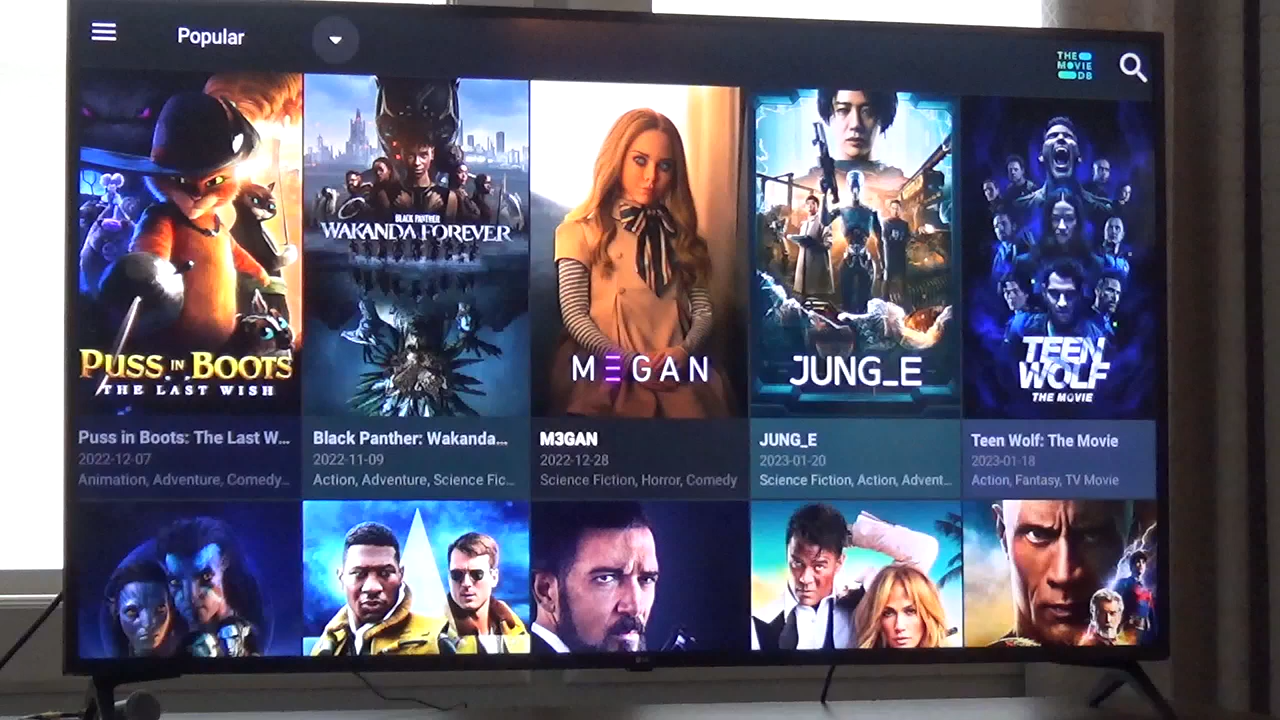 Popular
THE
MOVIE
DB
PUSS IN BOOTS
THE LAST WISH
BLACK PANTHER
WAKANDA FOREVER
M≡GAN
JUNG_E
TEEN
WOLF
THE MOVIE
Puss in Boots: The Last W...
2022-12-07
Animation, Adventure, Comedy...
Black Panther: Wakanda...
2022-11-09
Action, Adventure, Science Fic...
M3GAN
2022-12-28
Science Fiction, Horror, Comedy
JUNG_E
2023-01-20
Science Fiction, Action, Advent...
Teen Wolf: The Movie
2023-01-18
Action, Fantasy, TV Movie
LG